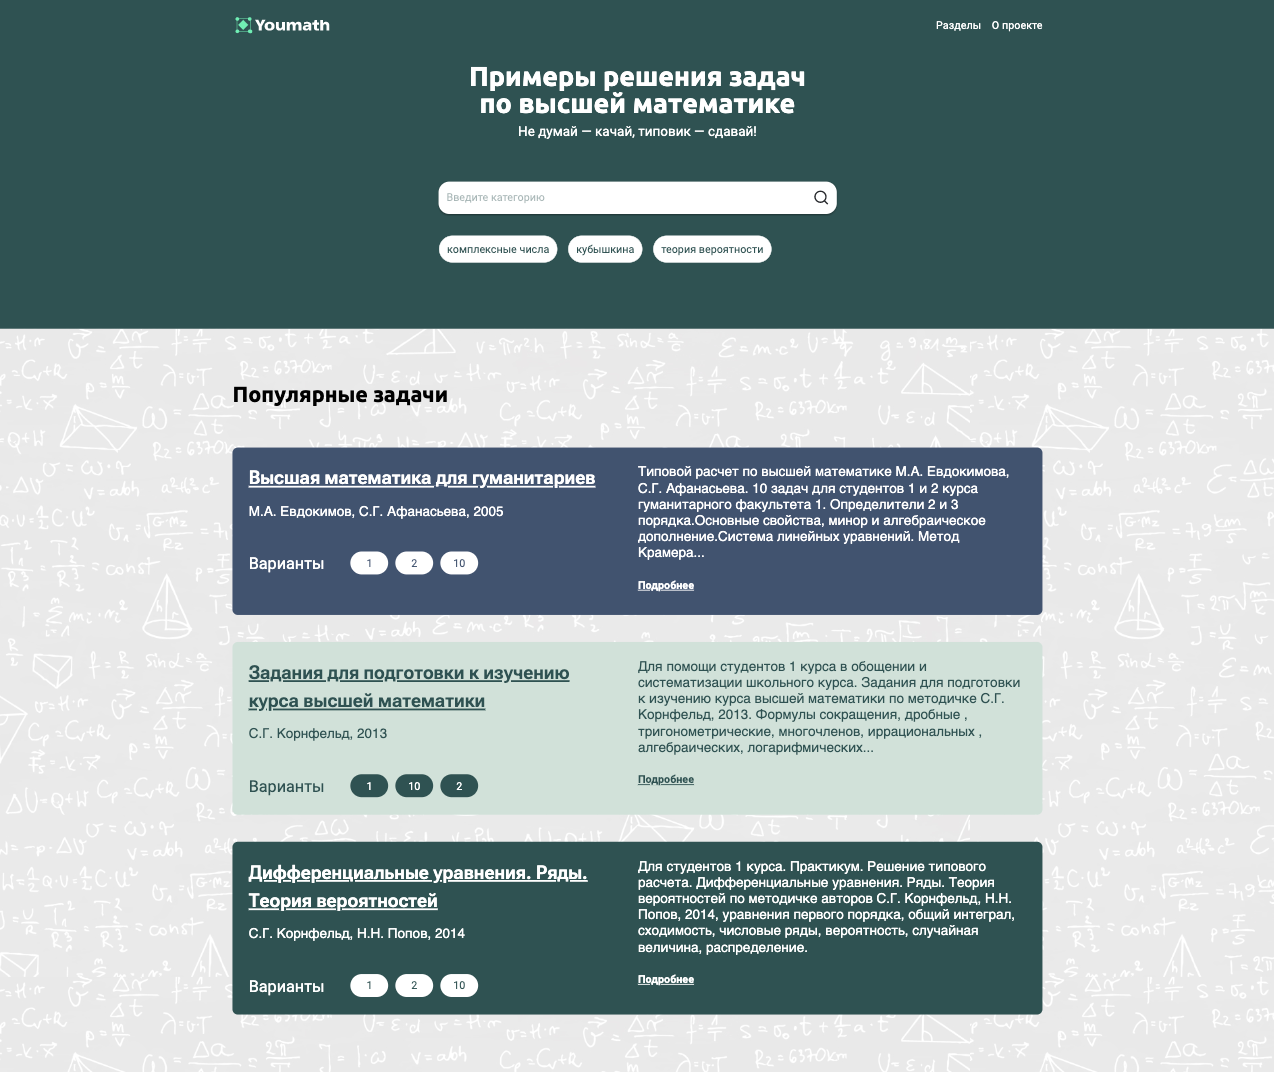 Youmath
Разделы О проекте
Примеры решения задач
по высшей математике
Не думай — качай, типовик — сдавай!
Введите категорию
комплексные числа кубышкина теория вероятности
Популярные задачи
Высшая математика для гуманитариев
М.А. Евдокимов, С.Г. Афанасьева, 2005
Варианты 1 2 10
Типовой расчет по высшей математике М.А. Евдокимова,
С.Г. Афанасьева. 10 задач для студентов 1 и 2 курса
гуманитарного факультета 1. Определители 2 и 3
порядка.Основные свойства, минор и алгебраическое
дополнение.Система линейных уравнений. Метод
Крамера...
Подробнее
Задания для подготовки к изучению
курса высшей математики
С.Г. Корнфельд, 2013
Варианты 1 10 2
Для помощи студентов 1 курса в обощении и
систематизации школьного курса. Задания для подготовки
к изучению курса высшей математики по методичке С.Г.
Корнфельд, 2013. Формулы сокращения, дробные ,
тригонометрические, многочленов, иррациональных ,
алгебраических, логарифмических...
Подробнее
Дифференциальные уравнения. Ряды.
Теория вероятностей
С.Г. Корнфельд, Н.Н. Попов, 2014
Варианты 1 2 10
Для студентов 1 курса. Практикум. Решение типового
расчета. Дифференциальные уравнения. Ряды. Теория
вероятностей по методичке авторов С.Г. Корнфельд, Н.Н.
Попов, 2014, уравнения первого порядка, общий интеграл,
сходимость, числовые ряды, вероятность, случайная
величина, распределение.
Подробнее